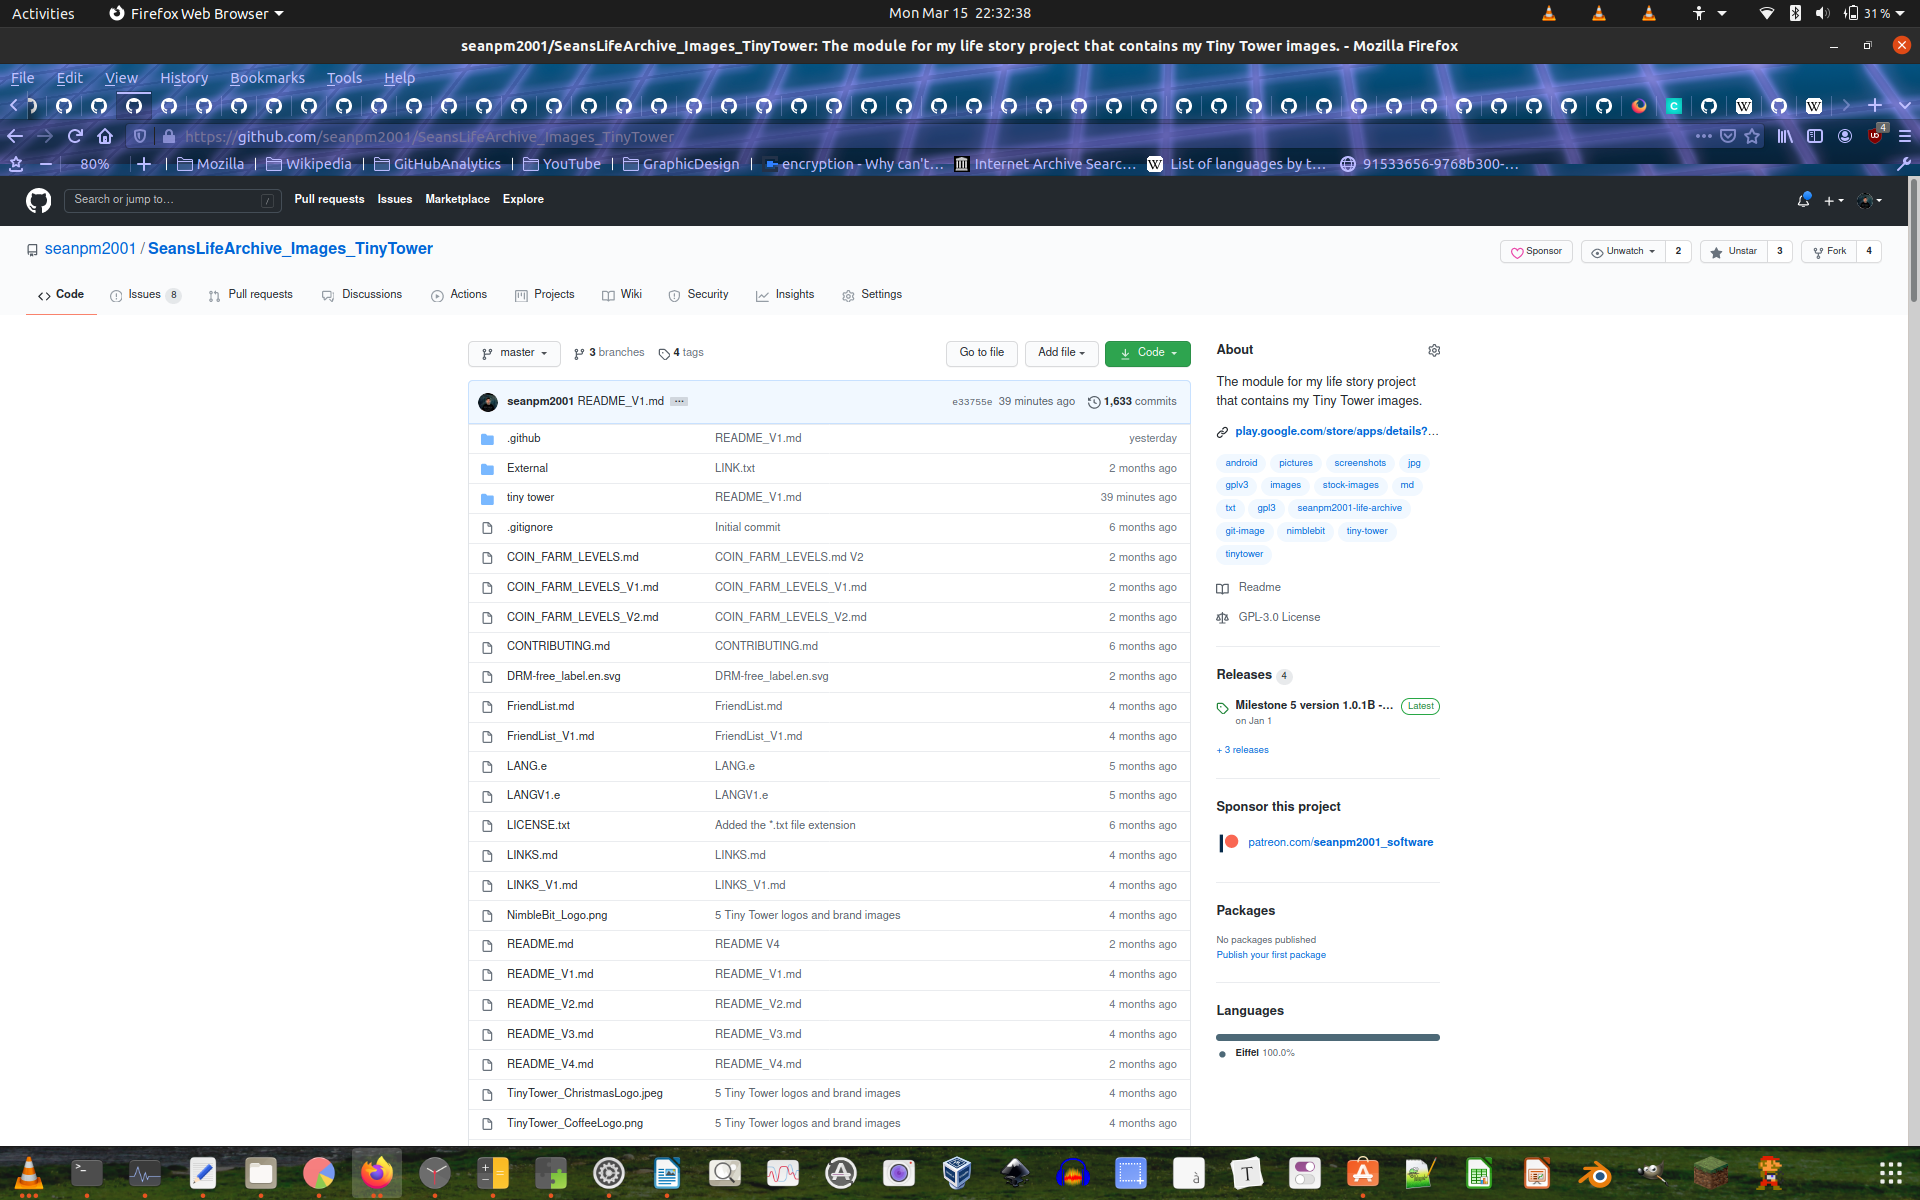 Activities Firefox Web Browser Mon Mar 15 22:32:38 31 %
seanpm2001/SeansLifeArchive_Images_TinyTower: The module for my life story project that contains my Tiny Tower images. - Mozilla Firefox
File Edit View History Bookmarks Tools Help
https://github.com/seanpm2001/SeansLifeArchive_Images_TinyTower 4
80% Mozilla Wikipedia GitHubAnalytics YouTube GraphicDesign encryption - Why can't… Internet Archive Searc… List of languages by t… 91533656-9768b300-…
Search or jump to… / Pull requests Issues Marketplace Explore
seanpm2001 / SeansLifeArchive_Images_TinyTower Sponsor Unwatch 2 Unstar 3 Fork 4
Code Issues 8 Pull requests Discussions Actions Projects Wiki Security Insights Settings
master 3 branches 4 tags Go to file Add file Code
seanpm2001 README_V1.md e33755e 39 minutes ago 1,633 commits
.github README_V1.md yesterday
External LINK.txt 2 months ago
tiny tower README_V1.md 39 minutes ago
.gitignore Initial commit 6 months ago
COIN_FARM_LEVELS.md COIN_FARM_LEVELS.md V2 2 months ago
COIN_FARM_LEVELS_V1.md COIN_FARM_LEVELS_V1.md 2 months ago
COIN_FARM_LEVELS_V2.md COIN_FARM_LEVELS_V2.md 2 months ago
CONTRIBUTING.md CONTRIBUTING.md 6 months ago
DRM-free_label.en.svg DRM-free_label.en.svg 2 months ago
FriendList.md FriendList.md 4 months ago
FriendList_V1.md FriendList_V1.md 4 months ago
LANG.e LANG.e 5 months ago
LANGV1.e LANGV1.e 5 months ago
LICENSE.txt Added the *.txt file extension 6 months ago
LINKS.md LINKS.md 4 months ago
LINKS_V1.md LINKS_V1.md 4 months ago
NimbleBit_Logo.png 5 Tiny Tower logos and brand images 4 months ago
README.md README V4 2 months ago
README_V1.md README_V1.md 4 months ago
README_V2.md README_V2.md 4 months ago
README_V3.md README_V3.md 4 months ago
README_V4.md README_V4.md 2 months ago
TinyTower_ChristmasLogo.jpeg 5 Tiny Tower logos and brand images 4 months ago
TinyTower_CoffeeLogo.png 5 Tiny Tower logos and brand images 4 months ago
About
The module for my life story project
that contains my Tiny Tower images.
play.google.com/store/apps/details?…
android pictures screenshots jpg
gplv3 images stock-images md
txt gpl3 seanpm2001-life-archive
git-image nimblebit tiny-tower
tinytower
Readme
GPL-3.0 License
Releases 4
Milestone 5 version 1.0.1B -… Latest
on Jan 1
+ 3 releases
Sponsor this project
patreon.com/seanpm2001_software
Packages
No packages published
Publish your first package
Languages
Eiffel 100.0%